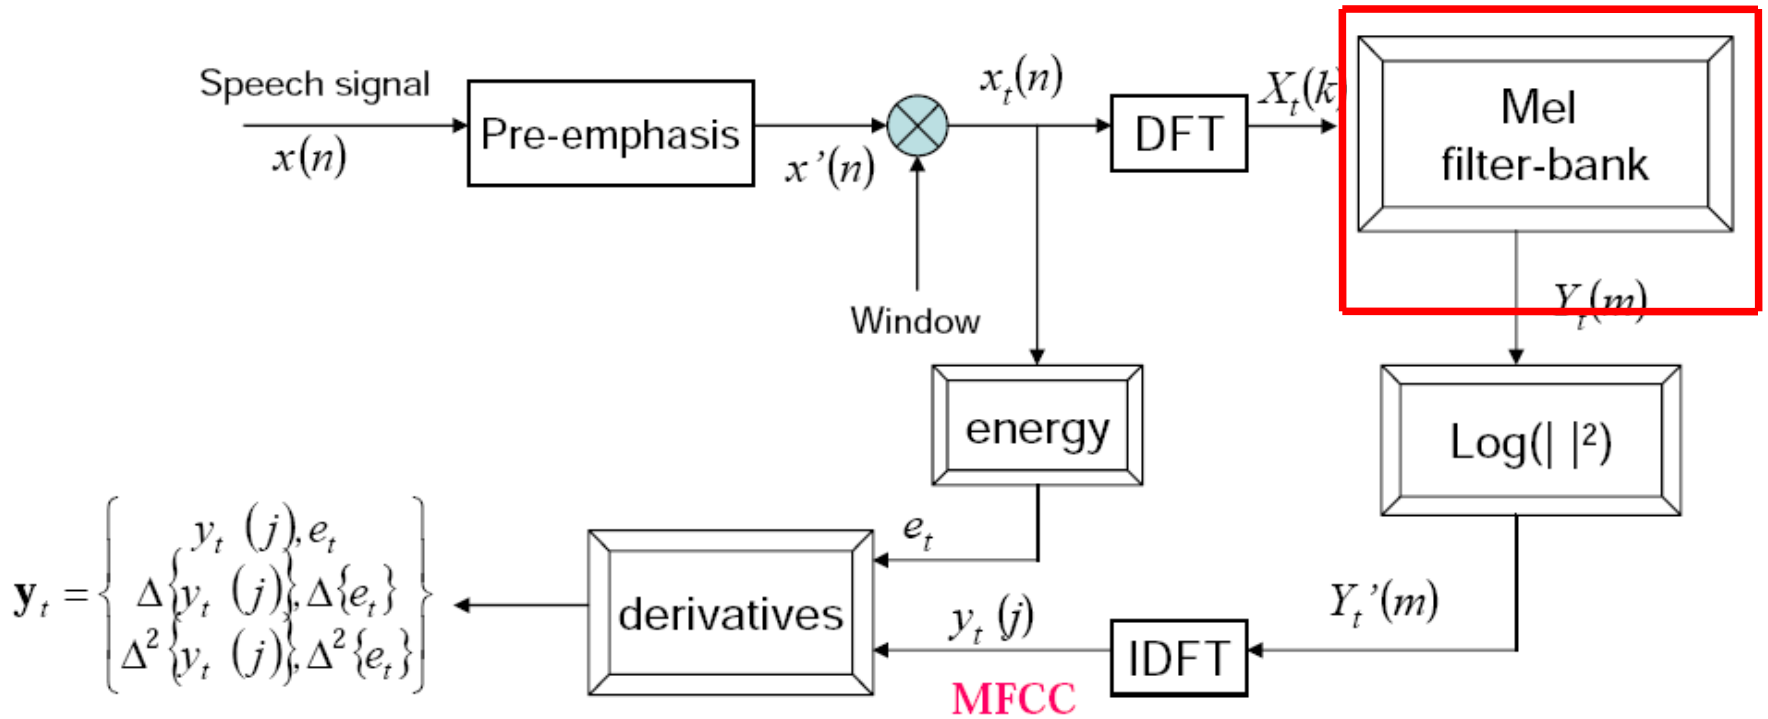 Speech signal
x(n)
Pre-emphasis
x’(n)
Window
x_t(n)
DFT
X_t(k)
Mel
filter-bank
Y_t(m)
Log(| |²)
Y_t’(m)
IDFT
y_t (j)
MFCC
energy
e_t
derivatives
y_t = { y_t (j), e_t
Δ{y_t (j)}, Δ{e_t}
Δ²{y_t (j)}, Δ²{e_t} }